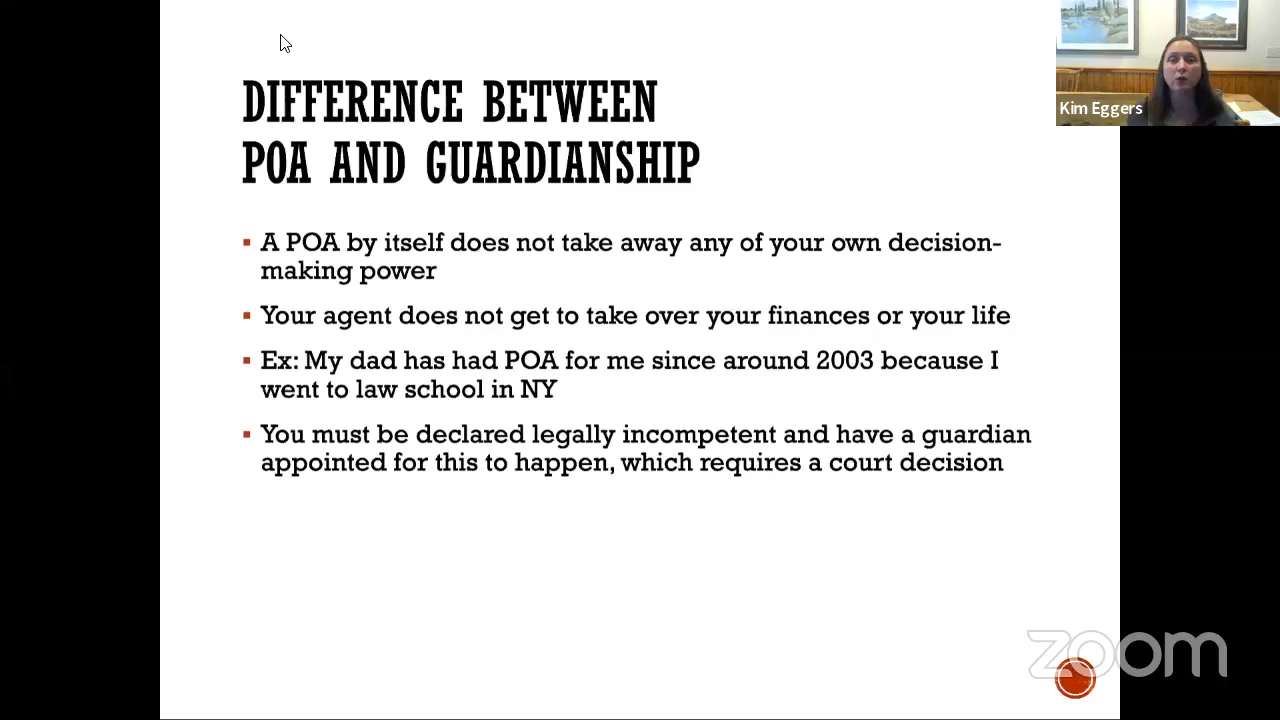 DIFFERENCE BETWEEN
POA AND GUARDIANSHIP
Kim Eggers
▪ A POA by itself does not take away any of your own decision-
making power
▪ Your agent does not get to take over your finances or your life
▪ Ex: My dad has had POA for me since around 2003 because I
went to law school in NY
▪ You must be declared legally incompetent and have a guardian
appointed for this to happen, which requires a court decision
zoom